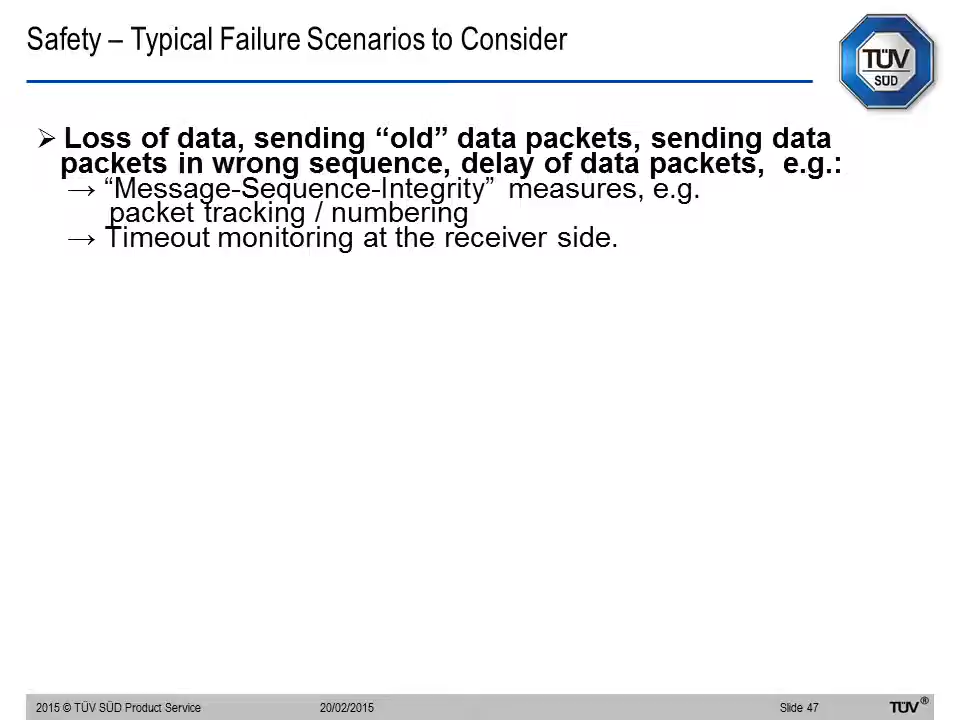 Safety – Typical Failure Scenarios to Consider
TÜV
SÜD
®
➢ Loss of data, sending “old” data packets, sending data
packets in wrong sequence, delay of data packets,  e.g.:
→ “Message-Sequence-Integrity”  measures, e.g.
packet tracking / numbering
→ Timeout monitoring at the receiver side.
2015 © TÜV SÜD Product Service 20/02/2015 Slide 47 TÜV®